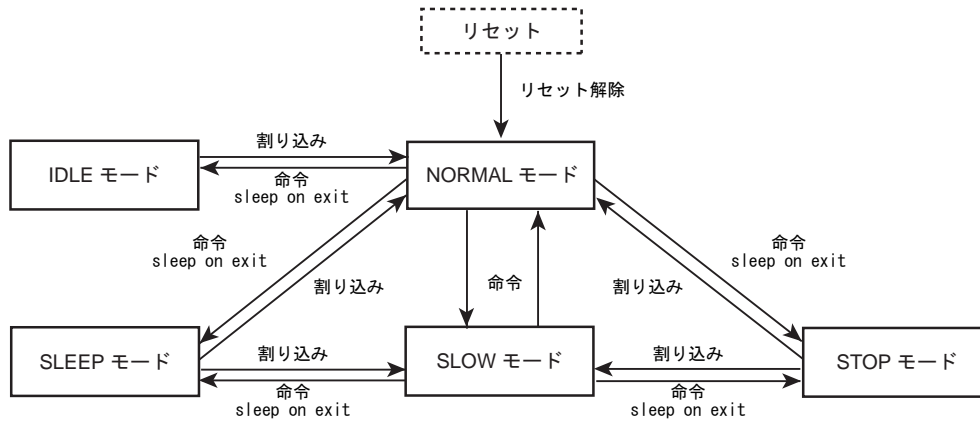 リセット
リセット解除
割り込み
IDLE モード
NORMAL モード
命令
sleep on exit
命令
sleep on exit
命令
sleep on exit
割り込み
命令
割り込み
SLEEP モード
割り込み
SLOW モード
割り込み
STOP モード
命令
sleep on exit
命令
sleep on exit